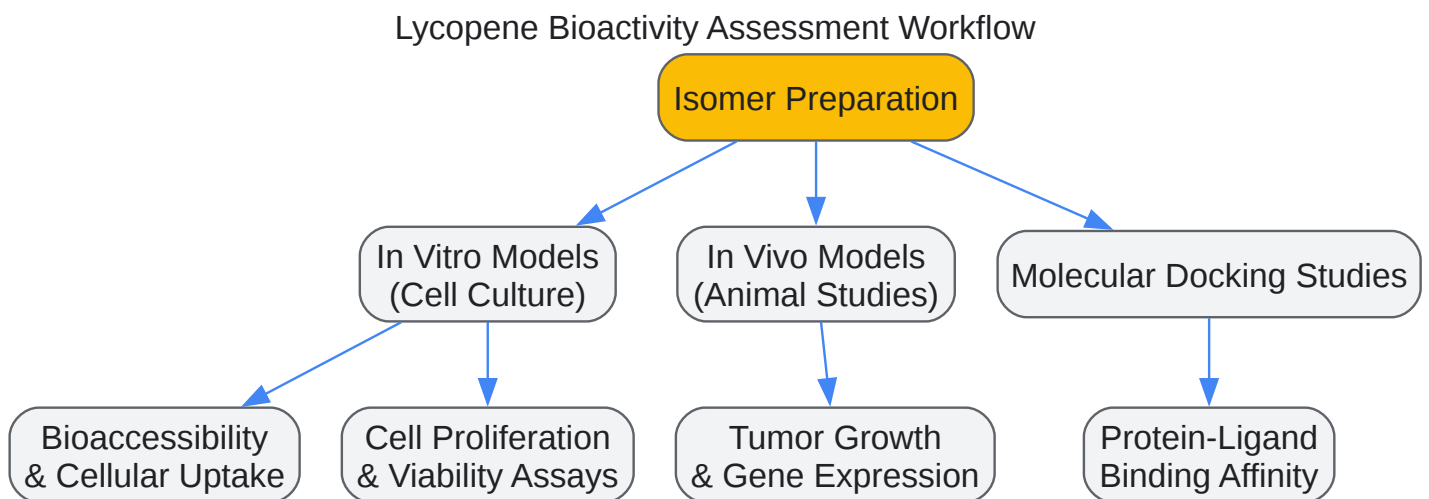 Lycopene Bioactivity Assessment Workflow
Isomer Preparation
In Vitro Models
(Cell Culture)
In Vivo Models
(Animal Studies)
Molecular Docking Studies
Bioaccessibility
& Cellular Uptake
Cell Proliferation
& Viability Assays
Tumor Growth
& Gene Expression
Protein-Ligand
Binding Affinity